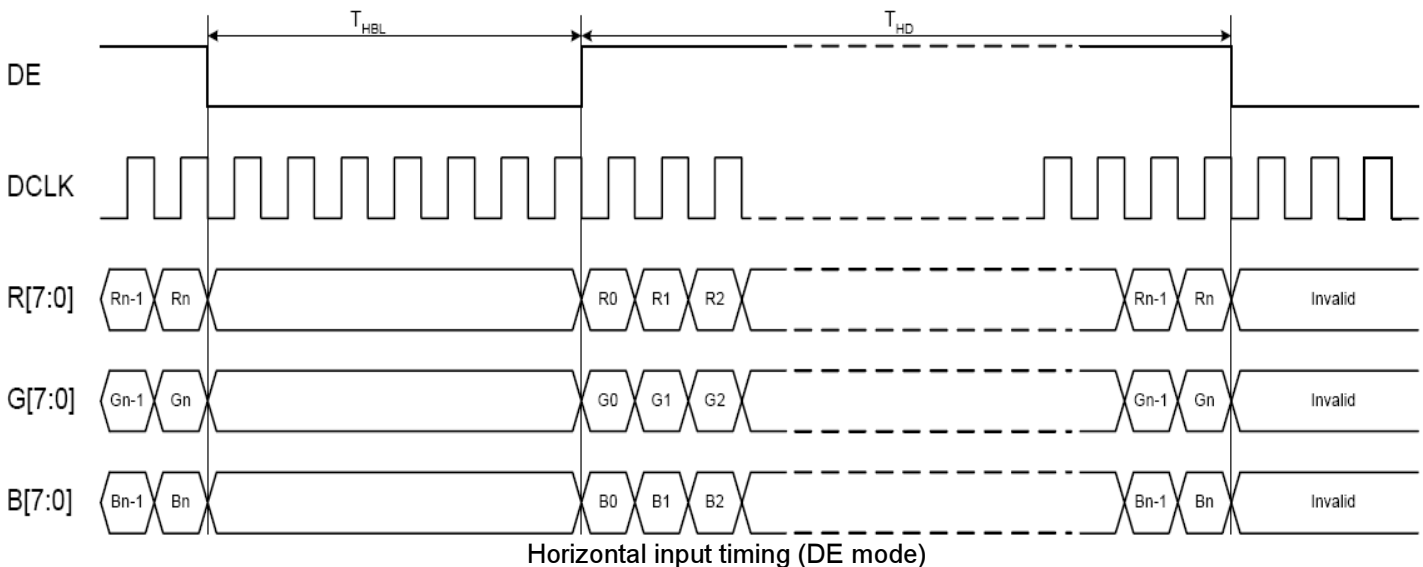 THBL THD
DE
DCLK
R[7:0] Rn-1 Rn R0 R1 R2 Rn-1 Rn Invalid
G[7:0] Gn-1 Gn G0 G1 G2 Gn-1 Gn Invalid
B[7:0] Bn-1 Bn B0 B1 B2 Bn-1 Bn Invalid
Horizontal input timing (DE mode)